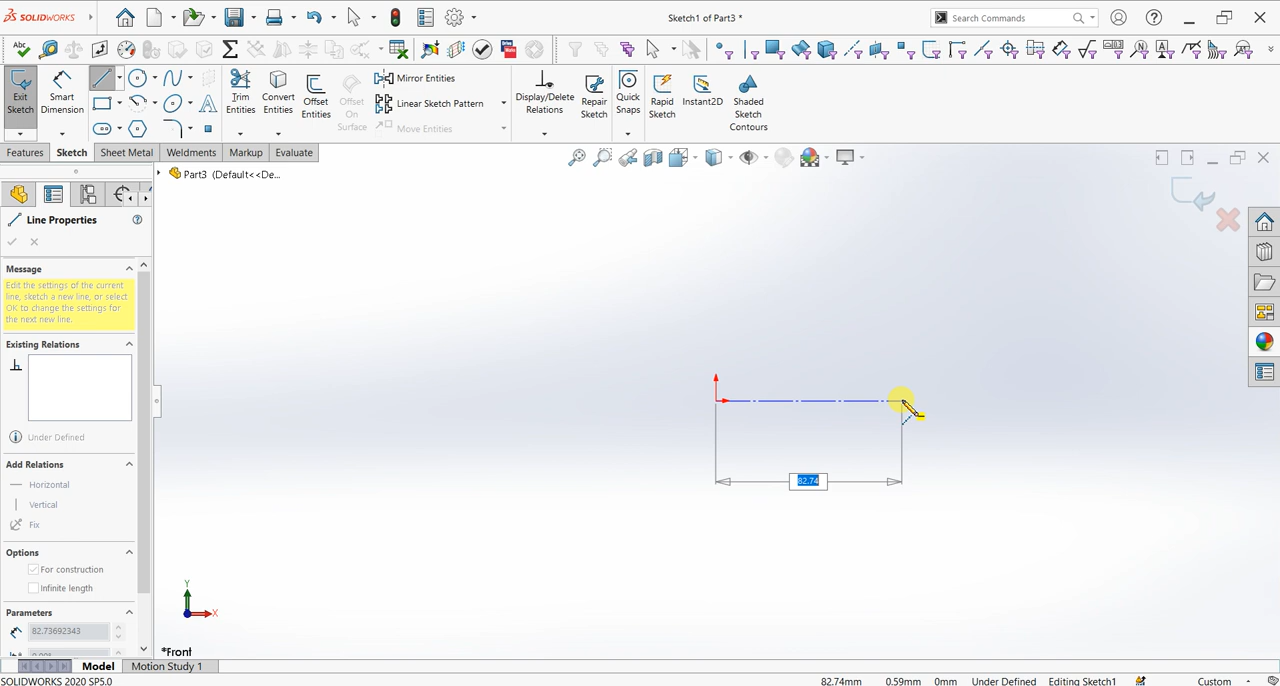 SOLIDWORKS
Sketch1 of Part3 *
Search Commands
Exit Sketch
Smart Dimension
Trim Entities
Convert Entities
Offset Entities
Offset On Surface
Mirror Entities
Linear Sketch Pattern
Move Entities
Display/Delete Relations
Repair Sketch
Quick Snaps
Rapid Sketch
Instant2D
Shaded Sketch Contours
Features
Sketch
Sheet Metal
Weldments
Markup
Evaluate
Part3 (Default<<De...
Line Properties
Message
Edit the settings of the current
line, sketch a new line, or select
OK to change the settings for
the next new line.
Existing Relations
Under Defined
Add Relations
Horizontal
Vertical
Fix
Options
For construction
Infinite length
Parameters
82.73692343
82.74
Y
X
*Front
Model
Motion Study 1
SOLIDWORKS 2020 SP5.0
82.74mm
0.59mm
0mm
Under Defined
Editing Sketch1
Custom